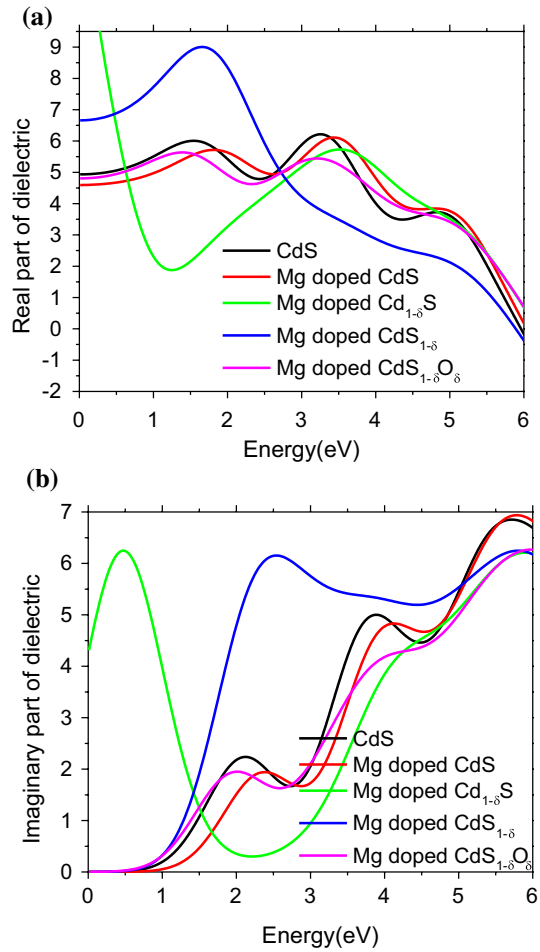 (a)
9
8
7
6
5
4
3
2
1
0
-1
-2
Real part of dielectric
CdS
Mg doped CdS
Mg doped Cd₁₋δS
Mg doped CdS₁₋δ
Mg doped CdS₁₋δOδ
0 1 2 3 4 5 6
Energy(eV)
(b)
7
6
5
4
3
2
1
0
Imaginary part of dielectric
CdS
Mg doped CdS
Mg doped Cd₁₋δS
Mg doped CdS₁₋δ
Mg doped CdS₁₋δOδ
0 1 2 3 4 5 6
Energy(eV)